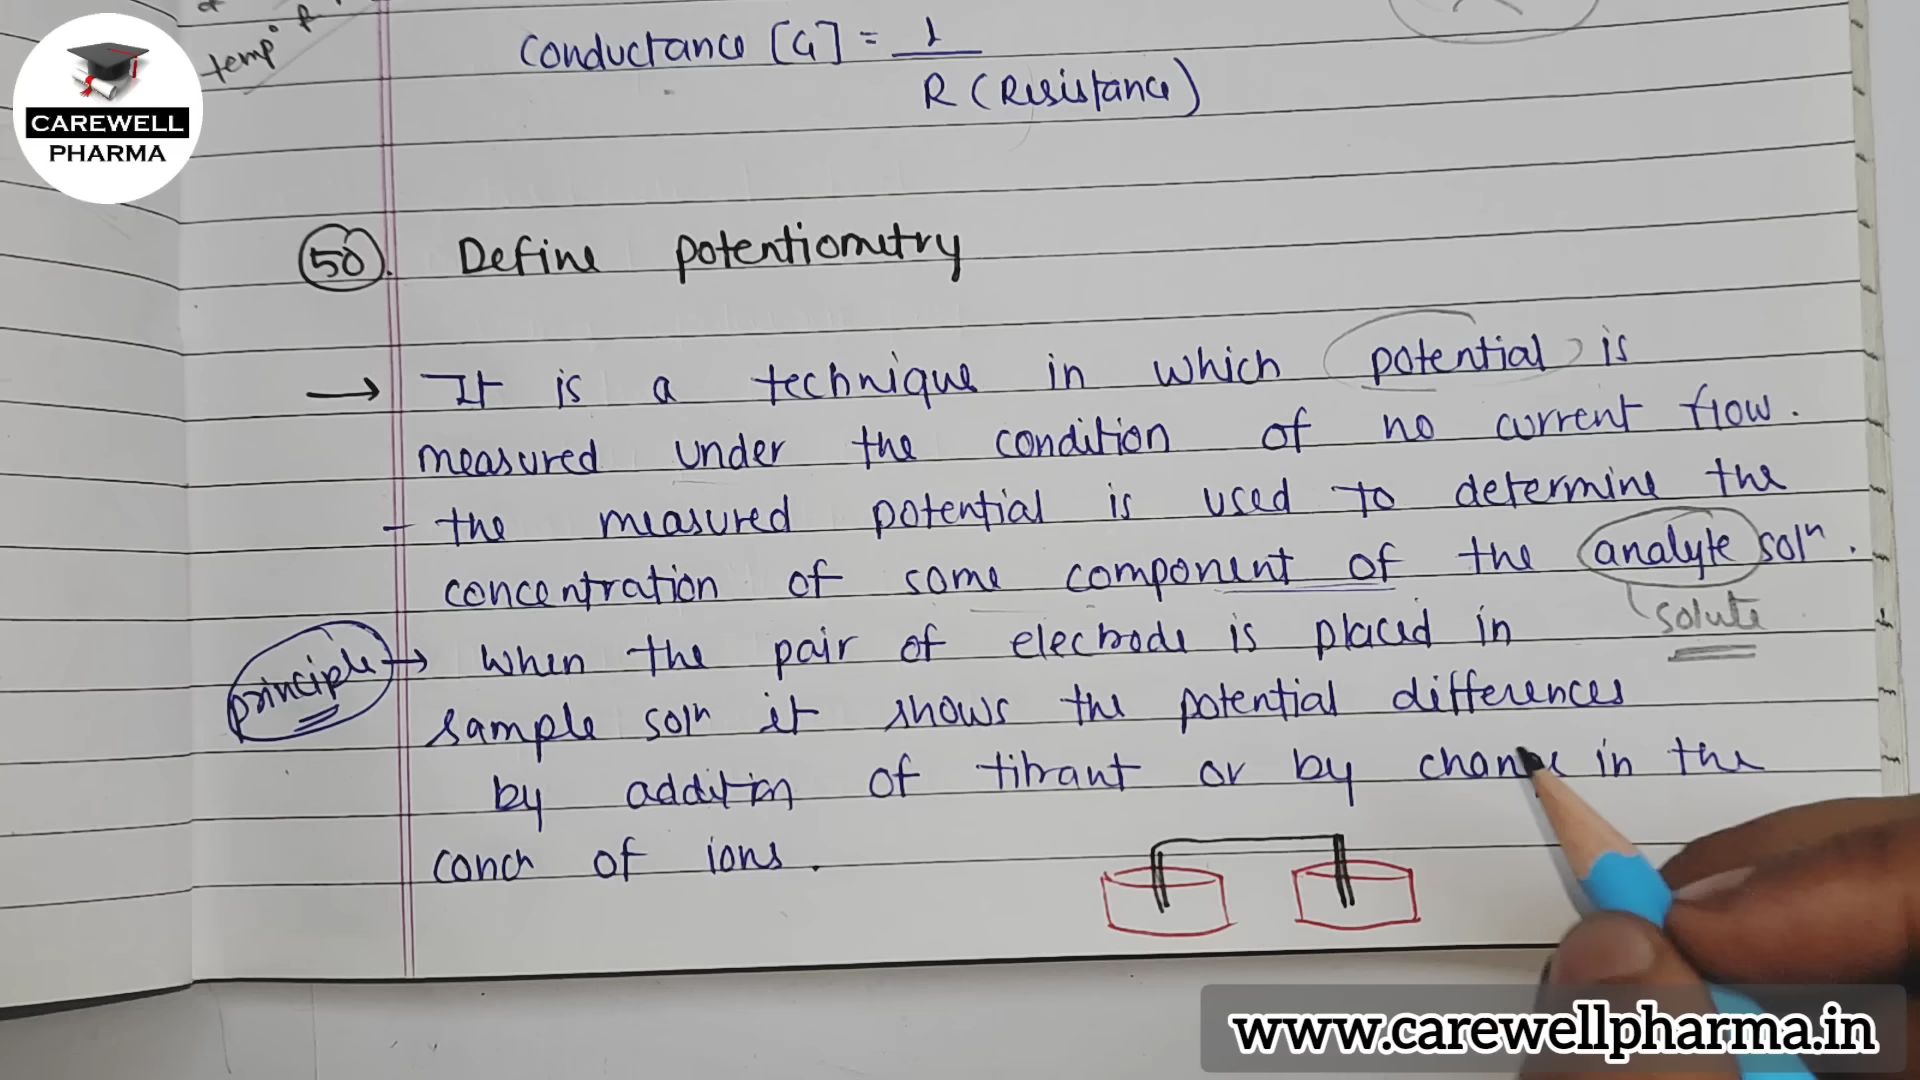 temp°
Conductance [G] = 1
R (Resistance)
CAREWELL
PHARMA
50. Define potentiometry
→ It is a technique in which potential is
measured under the condition of no current flow.
- the measured potential is used to determine the
concentration of some component of the analyte solⁿ.
solute
principle → When the pair of electrode is placed in
sample solⁿ it shows the potential differences
by addition of titrant or by change in the
concn of ions.
www.carewellpharma.in